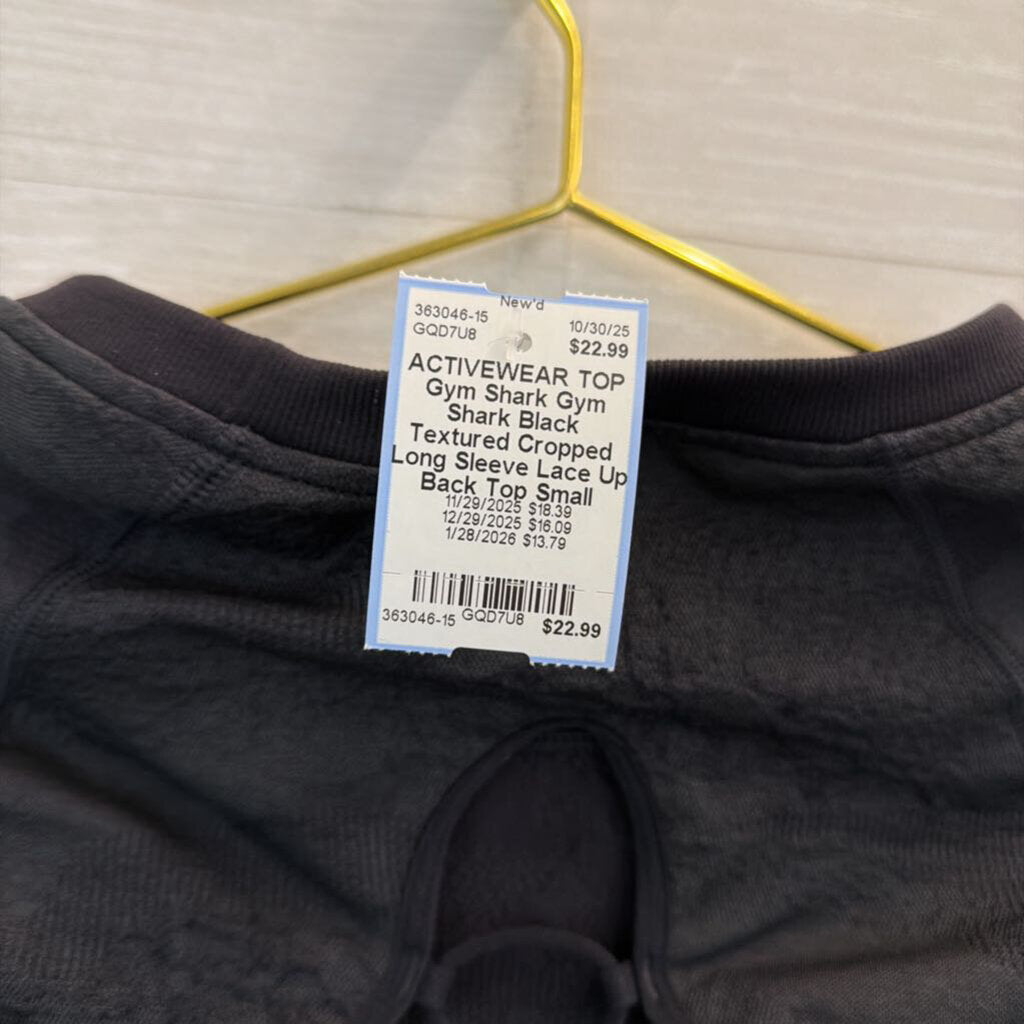 New'd
363046-15 10/30/25
GQD7U8 $22.99
ACTIVEWEAR TOP
Gym Shark Gym
Shark Black
Textured Cropped
Long Sleeve Lace Up
Back Top Small
11/29/2025 $18.39
12/29/2025 $16.09
1/28/2026 $13.79
363046-15 GQD7U8 $22.99